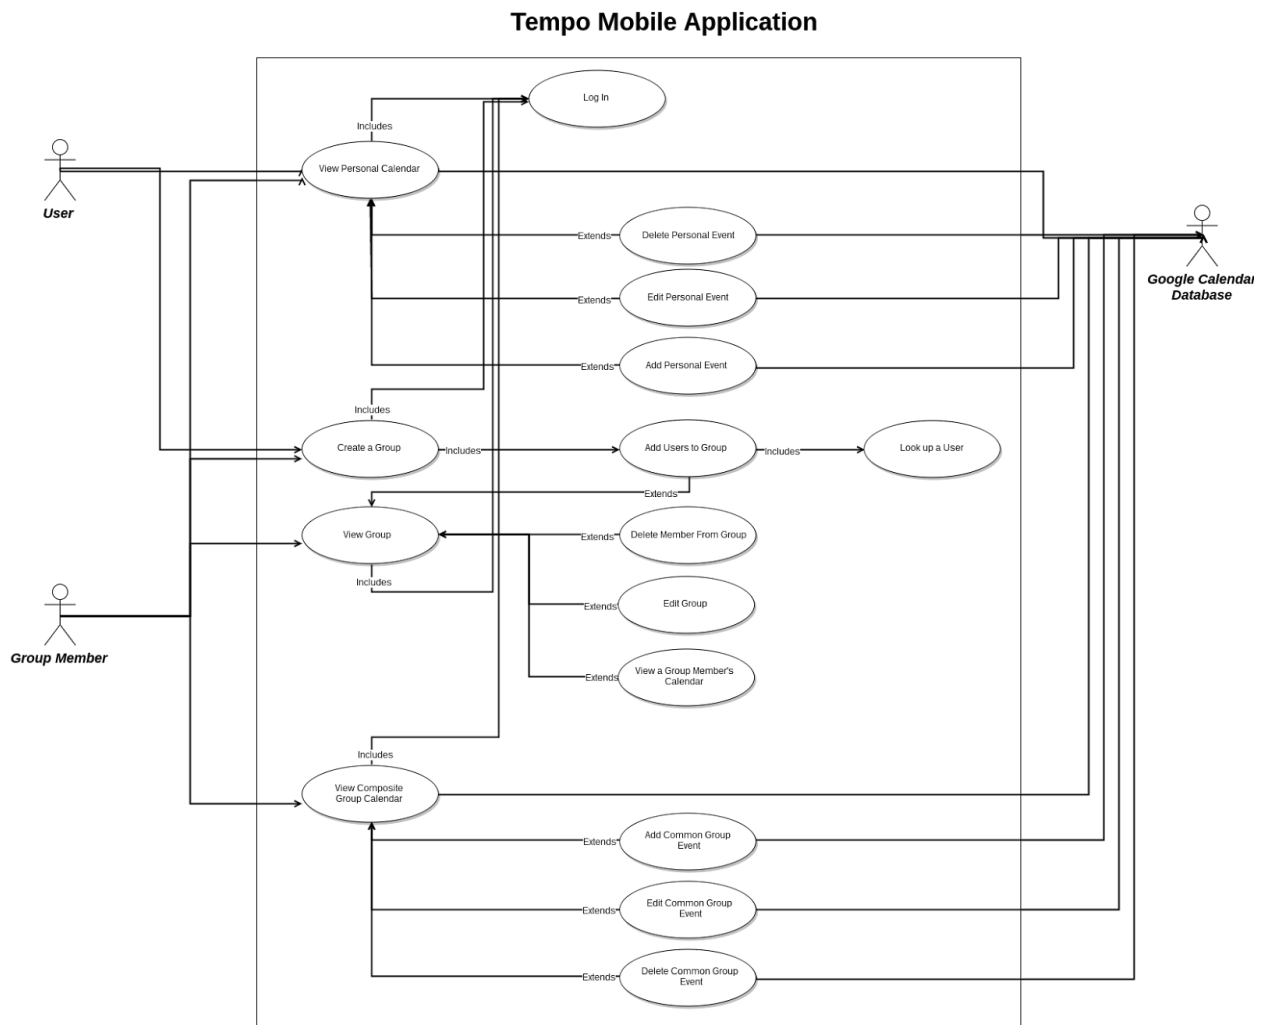 Tempo Mobile Application
Log In
Includes
View Personal Calendar
User
Extends
Delete Personal Event
Google Calendar
Database
Extends
Edit Personal Event
Extends
Add Personal Event
Includes
Create a Group
Includes
Add Users to Group
Includes
Look up a User
Extends
View Group
Extends
Delete Member From Group
Includes
Extends
Edit Group
Group Member
Extends
View a Group Member's
Calendar
Includes
View Composite
Group Calendar
Extends
Add Common Group
Event
Extends
Edit Common Group
Event
Extends
Delete Common Group
Event